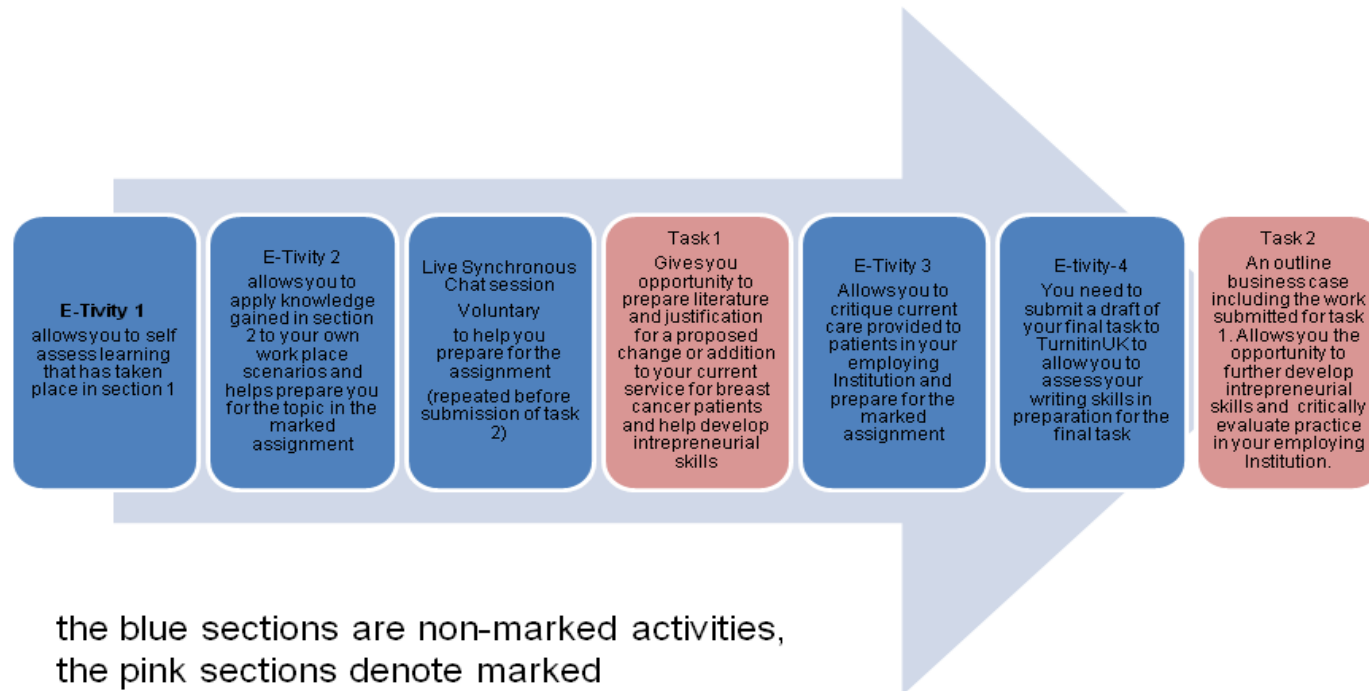 E-Tivity 1
allows you to self
assess learning
that has taken
place in section 1
E-Tivity 2
allows you to
apply knowledge
gained in section
2 to your own
work place
scenarios and
helps prepare you
for the topic in the
marked
assignment
Live Synchronous
Chat session
Voluntary
to help you
prepare for the
assignment
(repeated before
submission of task
2)
Task 1
Gives you
opportunity to
prepare literature
and justification
for a proposed
change or addition
to your current
service for breast
cancer patients
and help develop
intrepreneurial
skills
E-Tivity 3
Allows you to
critique current
care provided to
patients in your
employing
Institution and
prepare for the
marked
assignment
E-tivity-4
You need to
submit a draft of
your final task to
TurnitinUK to
allow you to
assess your
writing skills in
preparation for the
final task
Task 2
An outline
business case
including the work
submitted for task
1. Allows you the
opportunity to
further develop
intrepreneurial
skills and critically
evaluate practice
in your employing
Institution.
the blue sections are non-marked activities,
the pink sections denote marked